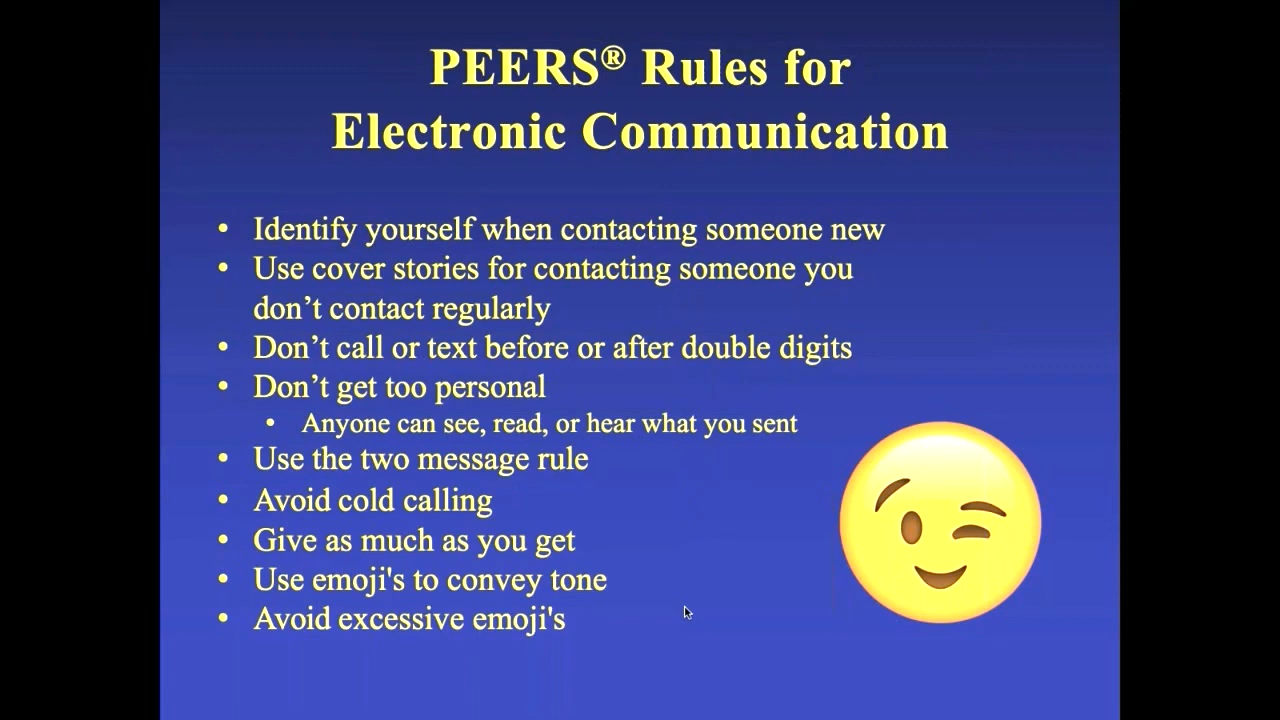 PEERS® Rules for
Electronic Communication
• Identify yourself when contacting someone new
• Use cover stories for contacting someone you
don’t contact regularly
• Don’t call or text before or after double digits
• Don’t get too personal
• Anyone can see, read, or hear what you sent
• Use the two message rule
• Avoid cold calling
• Give as much as you get
• Use emoji's to convey tone
• Avoid excessive emoji's